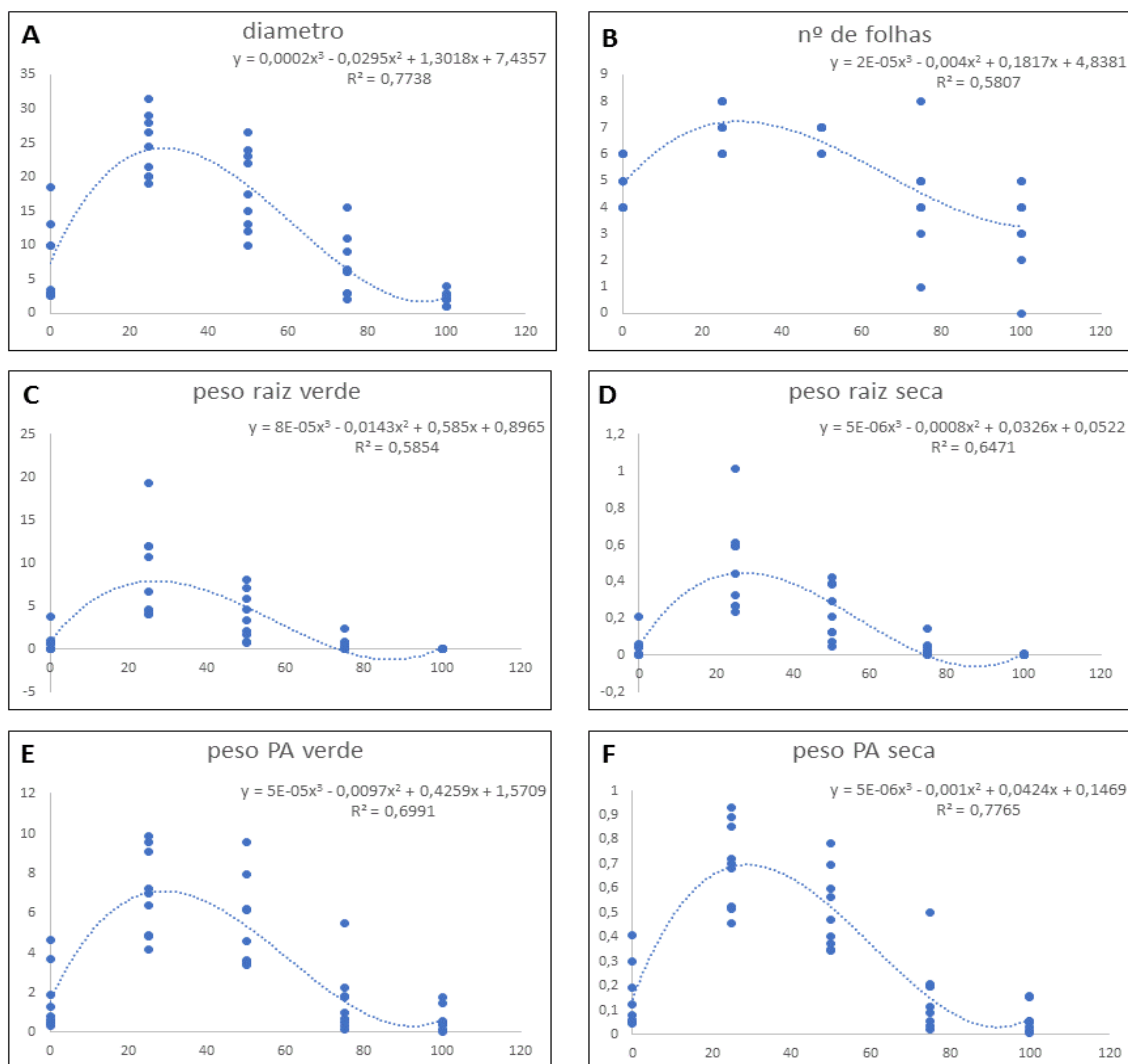 A
diametro
y = 0,0002x³ - 0,0295x² + 1,3018x + 7,4357
R² = 0,7738
35
30
25
20
15
10
5
0
0 20 40 60 80 100 120
B
nº de folhas
y = 2E-05x³ - 0,004x² + 0,1817x + 4,8381
R² = 0,5807
9
8
7
6
5
4
3
2
1
0
0 20 40 60 80 100 120
C
peso raiz verde
y = 8E-05x³ - 0,0143x² + 0,585x + 0,8965
R² = 0,5854
25
20
15
10
5
0
-5
0 20 40 60 80 100 120
D
peso raiz seca
y = 5E-06x³ - 0,0008x² + 0,0326x + 0,0522
R² = 0,6471
1,2
1
0,8
0,6
0,4
0,2
0
-0,2
0 20 40 60 80 100 120
E
peso PA verde
y = 5E-05x³ - 0,0097x² + 0,4259x + 1,5709
R² = 0,6991
12
10
8
6
4
2
0
0 20 40 60 80 100 120
F
peso PA seca
y = 5E-06x³ - 0,001x² + 0,0424x + 0,1469
R² = 0,7765
1
0,9
0,8
0,7
0,6
0,5
0,4
0,3
0,2
0,1
0
0 20 40 60 80 100 120